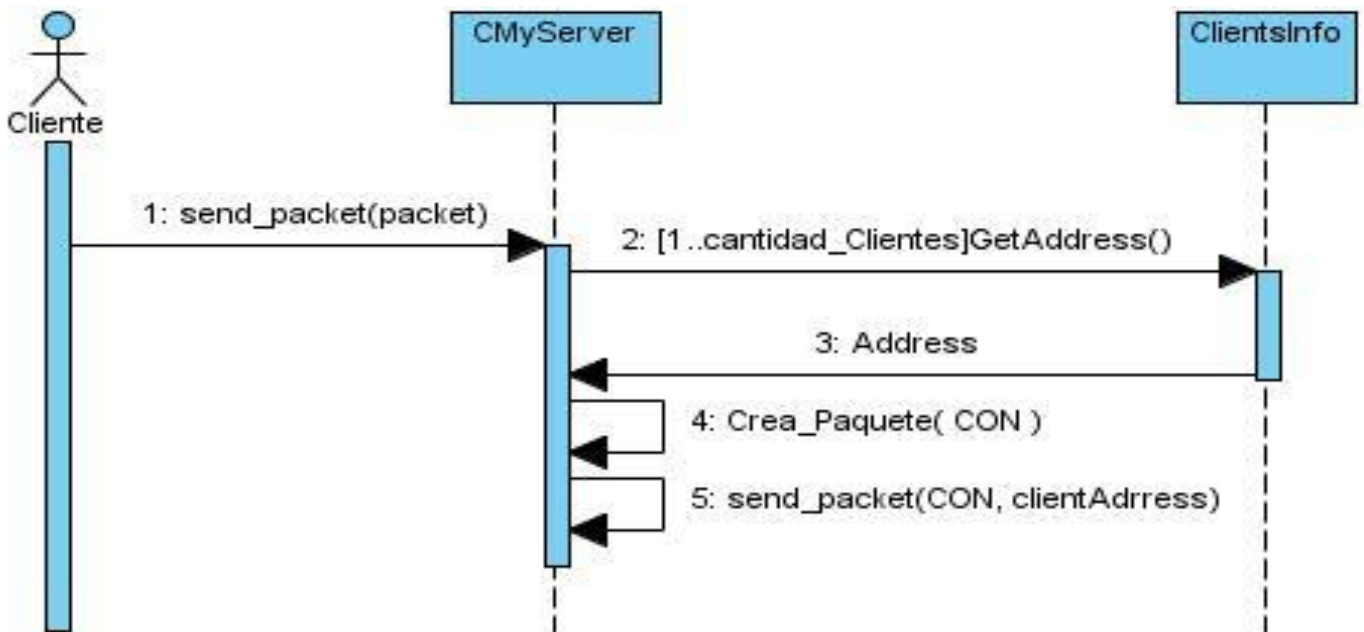 CMyServer
ClientsInfo
Cliente
1: send_packet(packet)
2: [1..cantidad_Clientes]GetAddress()
3: Address
4: Crea_Paquete( CON )
5: send_packet(CON, clientAdrress)